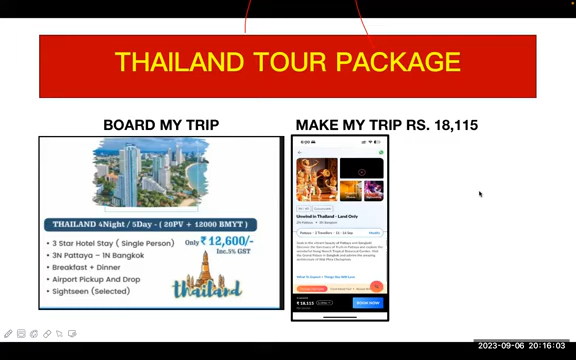 THAILAND TOUR PACKAGE
BOARD MY TRIP
MAKE MY TRIP RS. 18,115
THAILAND 4Night / 5Day - ( 20PV + 12000 BMYT )
• 3 Star Hotel Stay ( Single Person)
• 3N Pattaya – 1N Bangkok
• Breakfast + Dinner
• Airport Pickup And Drop
• Sightseen (Selected)
Only ₹ 12,600/-
Inc.5% GST
thailand
Unwind in Thailand - Land Only
₹ 18,115
BOOK NOW
2023-09-06 20:16:03